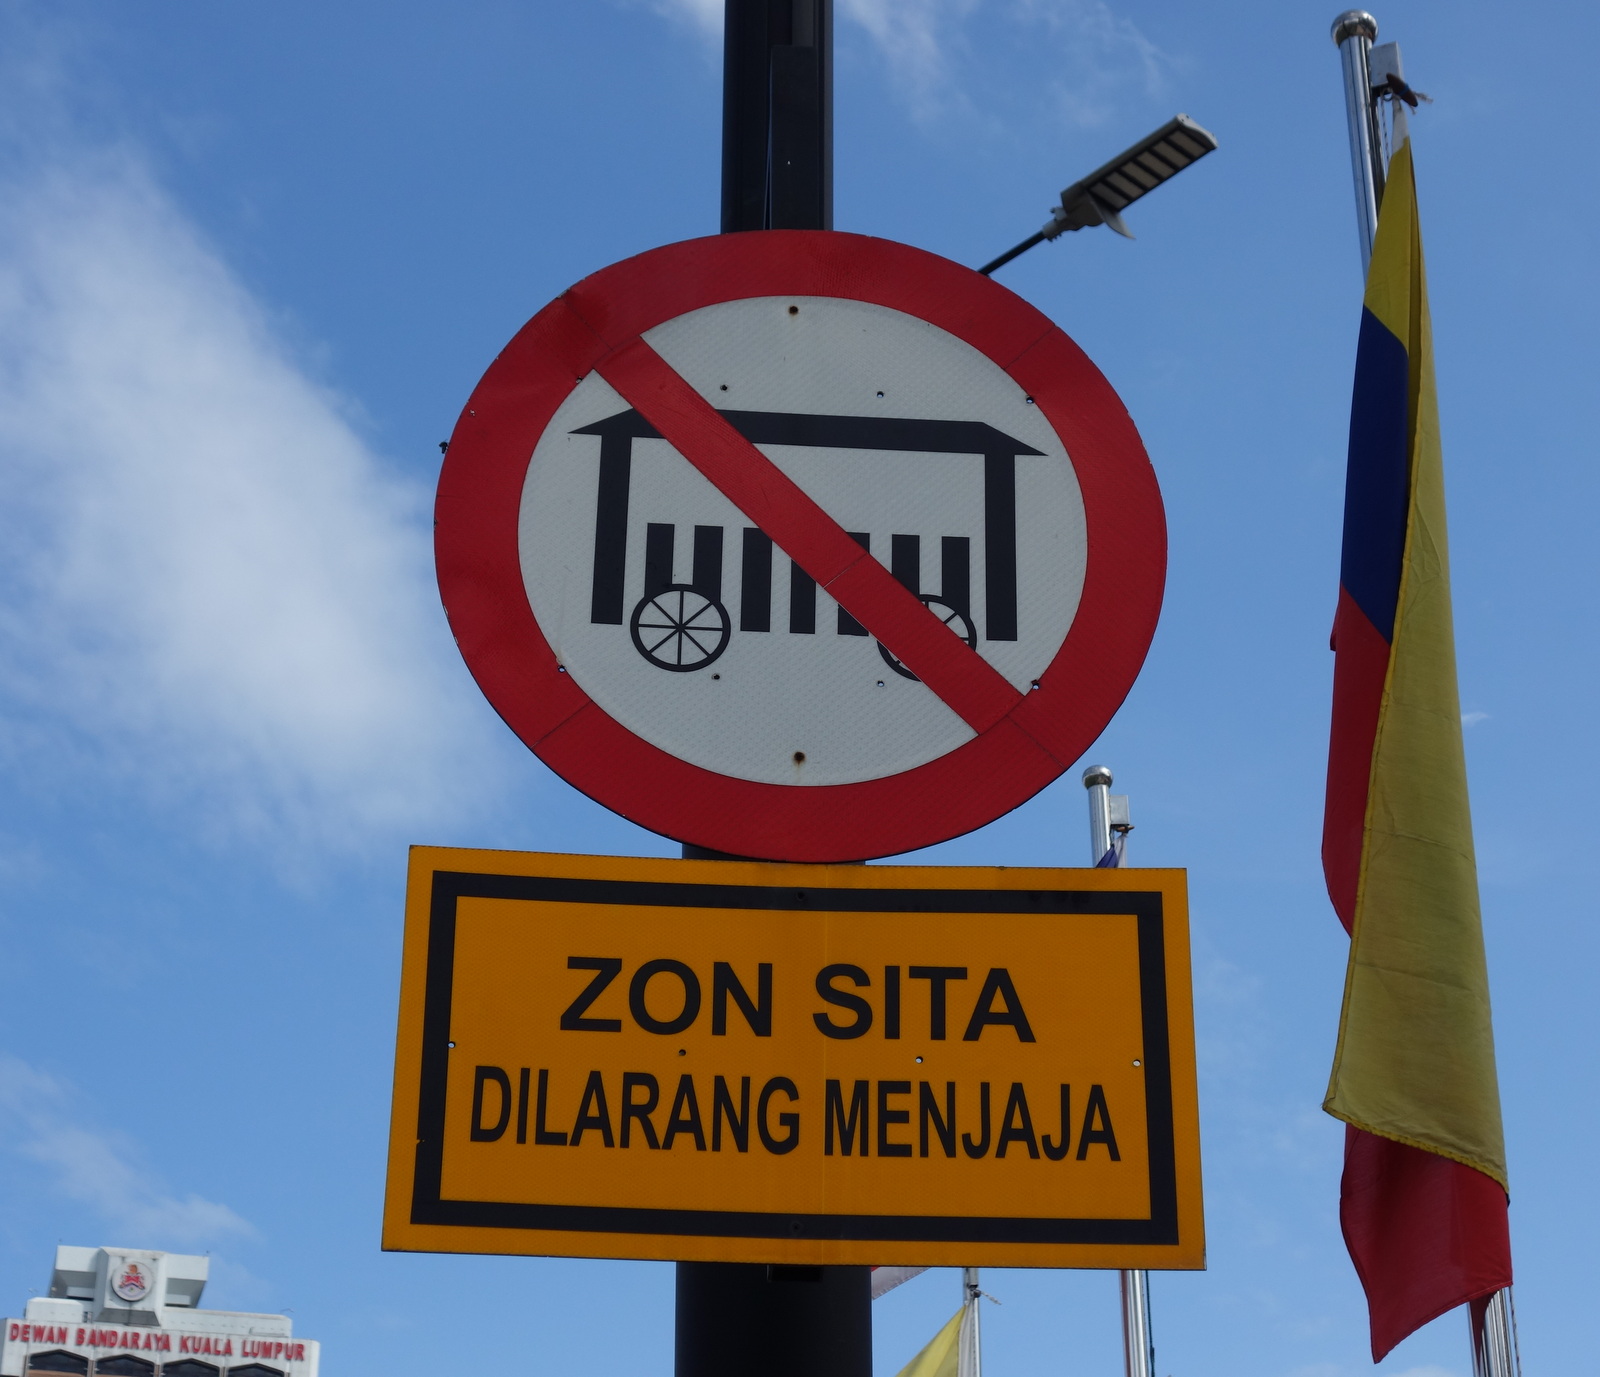 ZON SITA
DILARANG MENJAJA
DEWAN BANDARAYA KUALA LUMPUR